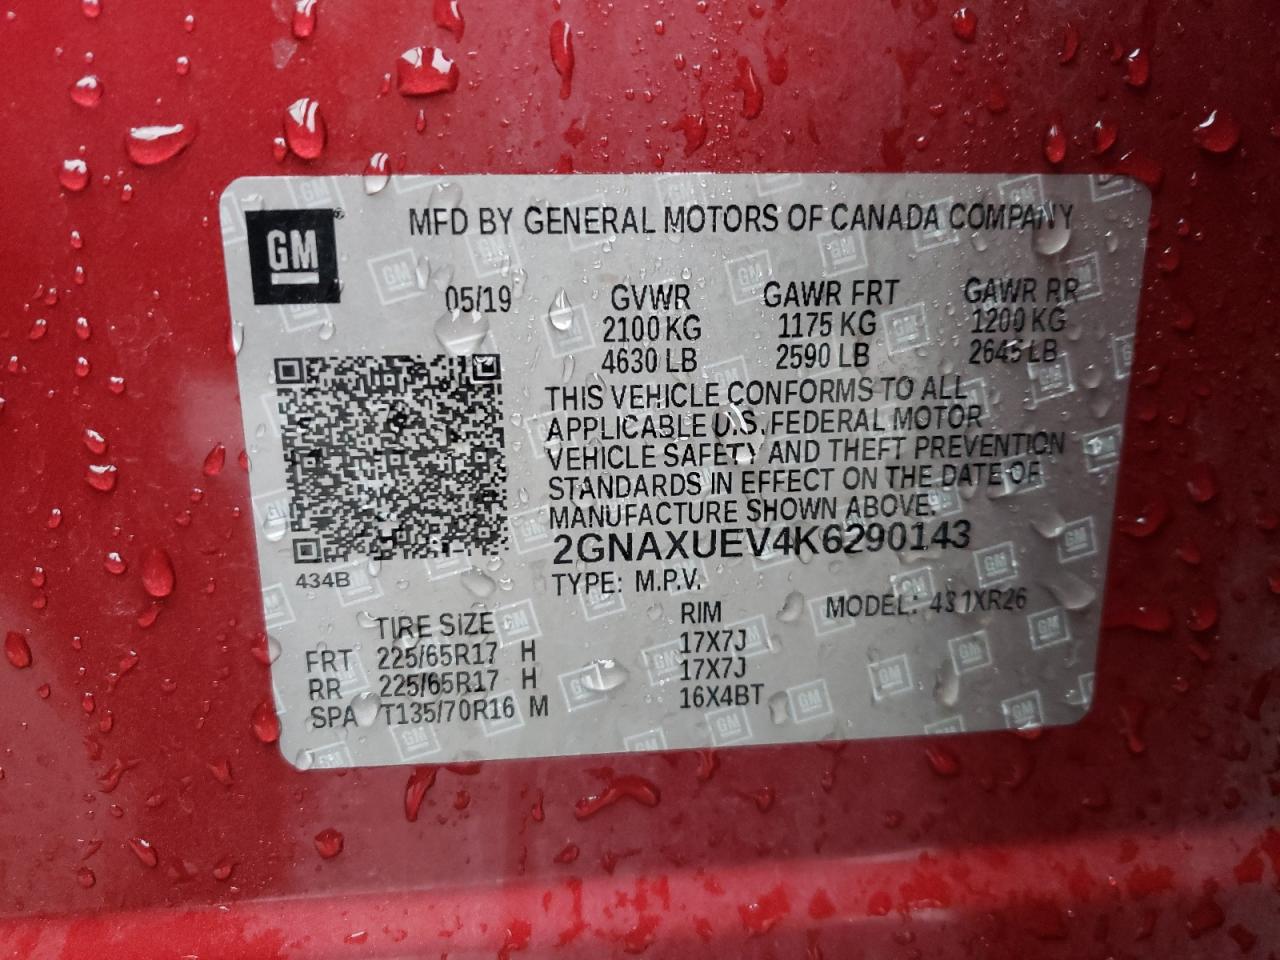 GM
MFD BY GENERAL MOTORS OF CANADA COMPANY
05/19 GVWR GAWR FRT GAWR RR
2100 KG 1175 KG 1200 KG
4630 LB 2590 LB 2645 LB
THIS VEHICLE CONFORMS TO ALL
APPLICABLE U.S. FEDERAL MOTOR
VEHICLE SAFETY AND THEFT PREVENTION
STANDARDS IN EFFECT ON THE DATE OF
MANUFACTURE SHOWN ABOVE.
2GNAXUEV4K6290143
434B
TYPE: M.P.V.
TIRE SIZE RIM MODEL:
FRT 225/65R17 H 17X7J
RR 225/65R17 H 17X7J
SPA T135/70R16 M 16X4BT